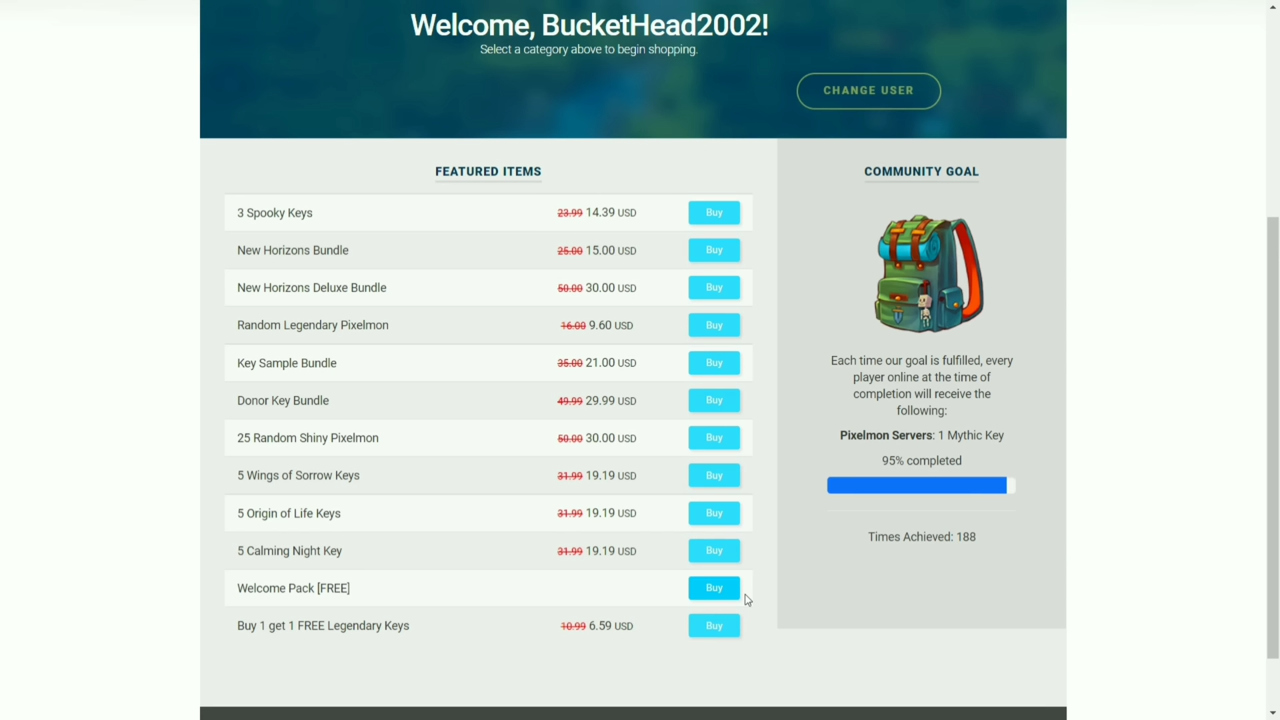 Welcome, BucketHead2002!
Select a category above to begin shopping.
CHANGE USER
FEATURED ITEMS
3 Spooky Keys 23.99 14.39 USD Buy
New Horizons Bundle 25.00 15.00 USD Buy
New Horizons Deluxe Bundle 50.00 30.00 USD Buy
Random Legendary Pixelmon 16.00 9.60 USD Buy
Key Sample Bundle 35.00 21.00 USD Buy
Donor Key Bundle 49.99 29.99 USD Buy
25 Random Shiny Pixelmon 50.00 30.00 USD Buy
5 Wings of Sorrow Keys 31.99 19.19 USD Buy
5 Origin of Life Keys 31.99 19.19 USD Buy
5 Calming Night Key 31.99 19.19 USD Buy
Welcome Pack [FREE] Buy
Buy 1 get 1 FREE Legendary Keys 10.99 6.59 USD Buy
COMMUNITY GOAL
Each time our goal is fulfilled, every
player online at the time of
completion will receive the
following:
Pixelmon Servers: 1 Mythic Key
95% completed
Times Achieved: 188